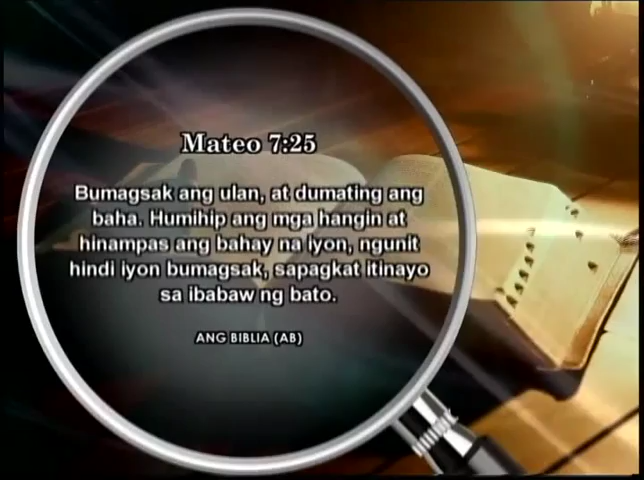 Mateo 7:25
Bumagsak ang ulan, at dumating ang
baha. Humihip ang mga hangin at
hinampas ang bahay na iyon, ngunit
hindi iyon bumagsak, sapagkat itinayo
sa ibabaw ng bato.
ANG BIBLIA (AB)